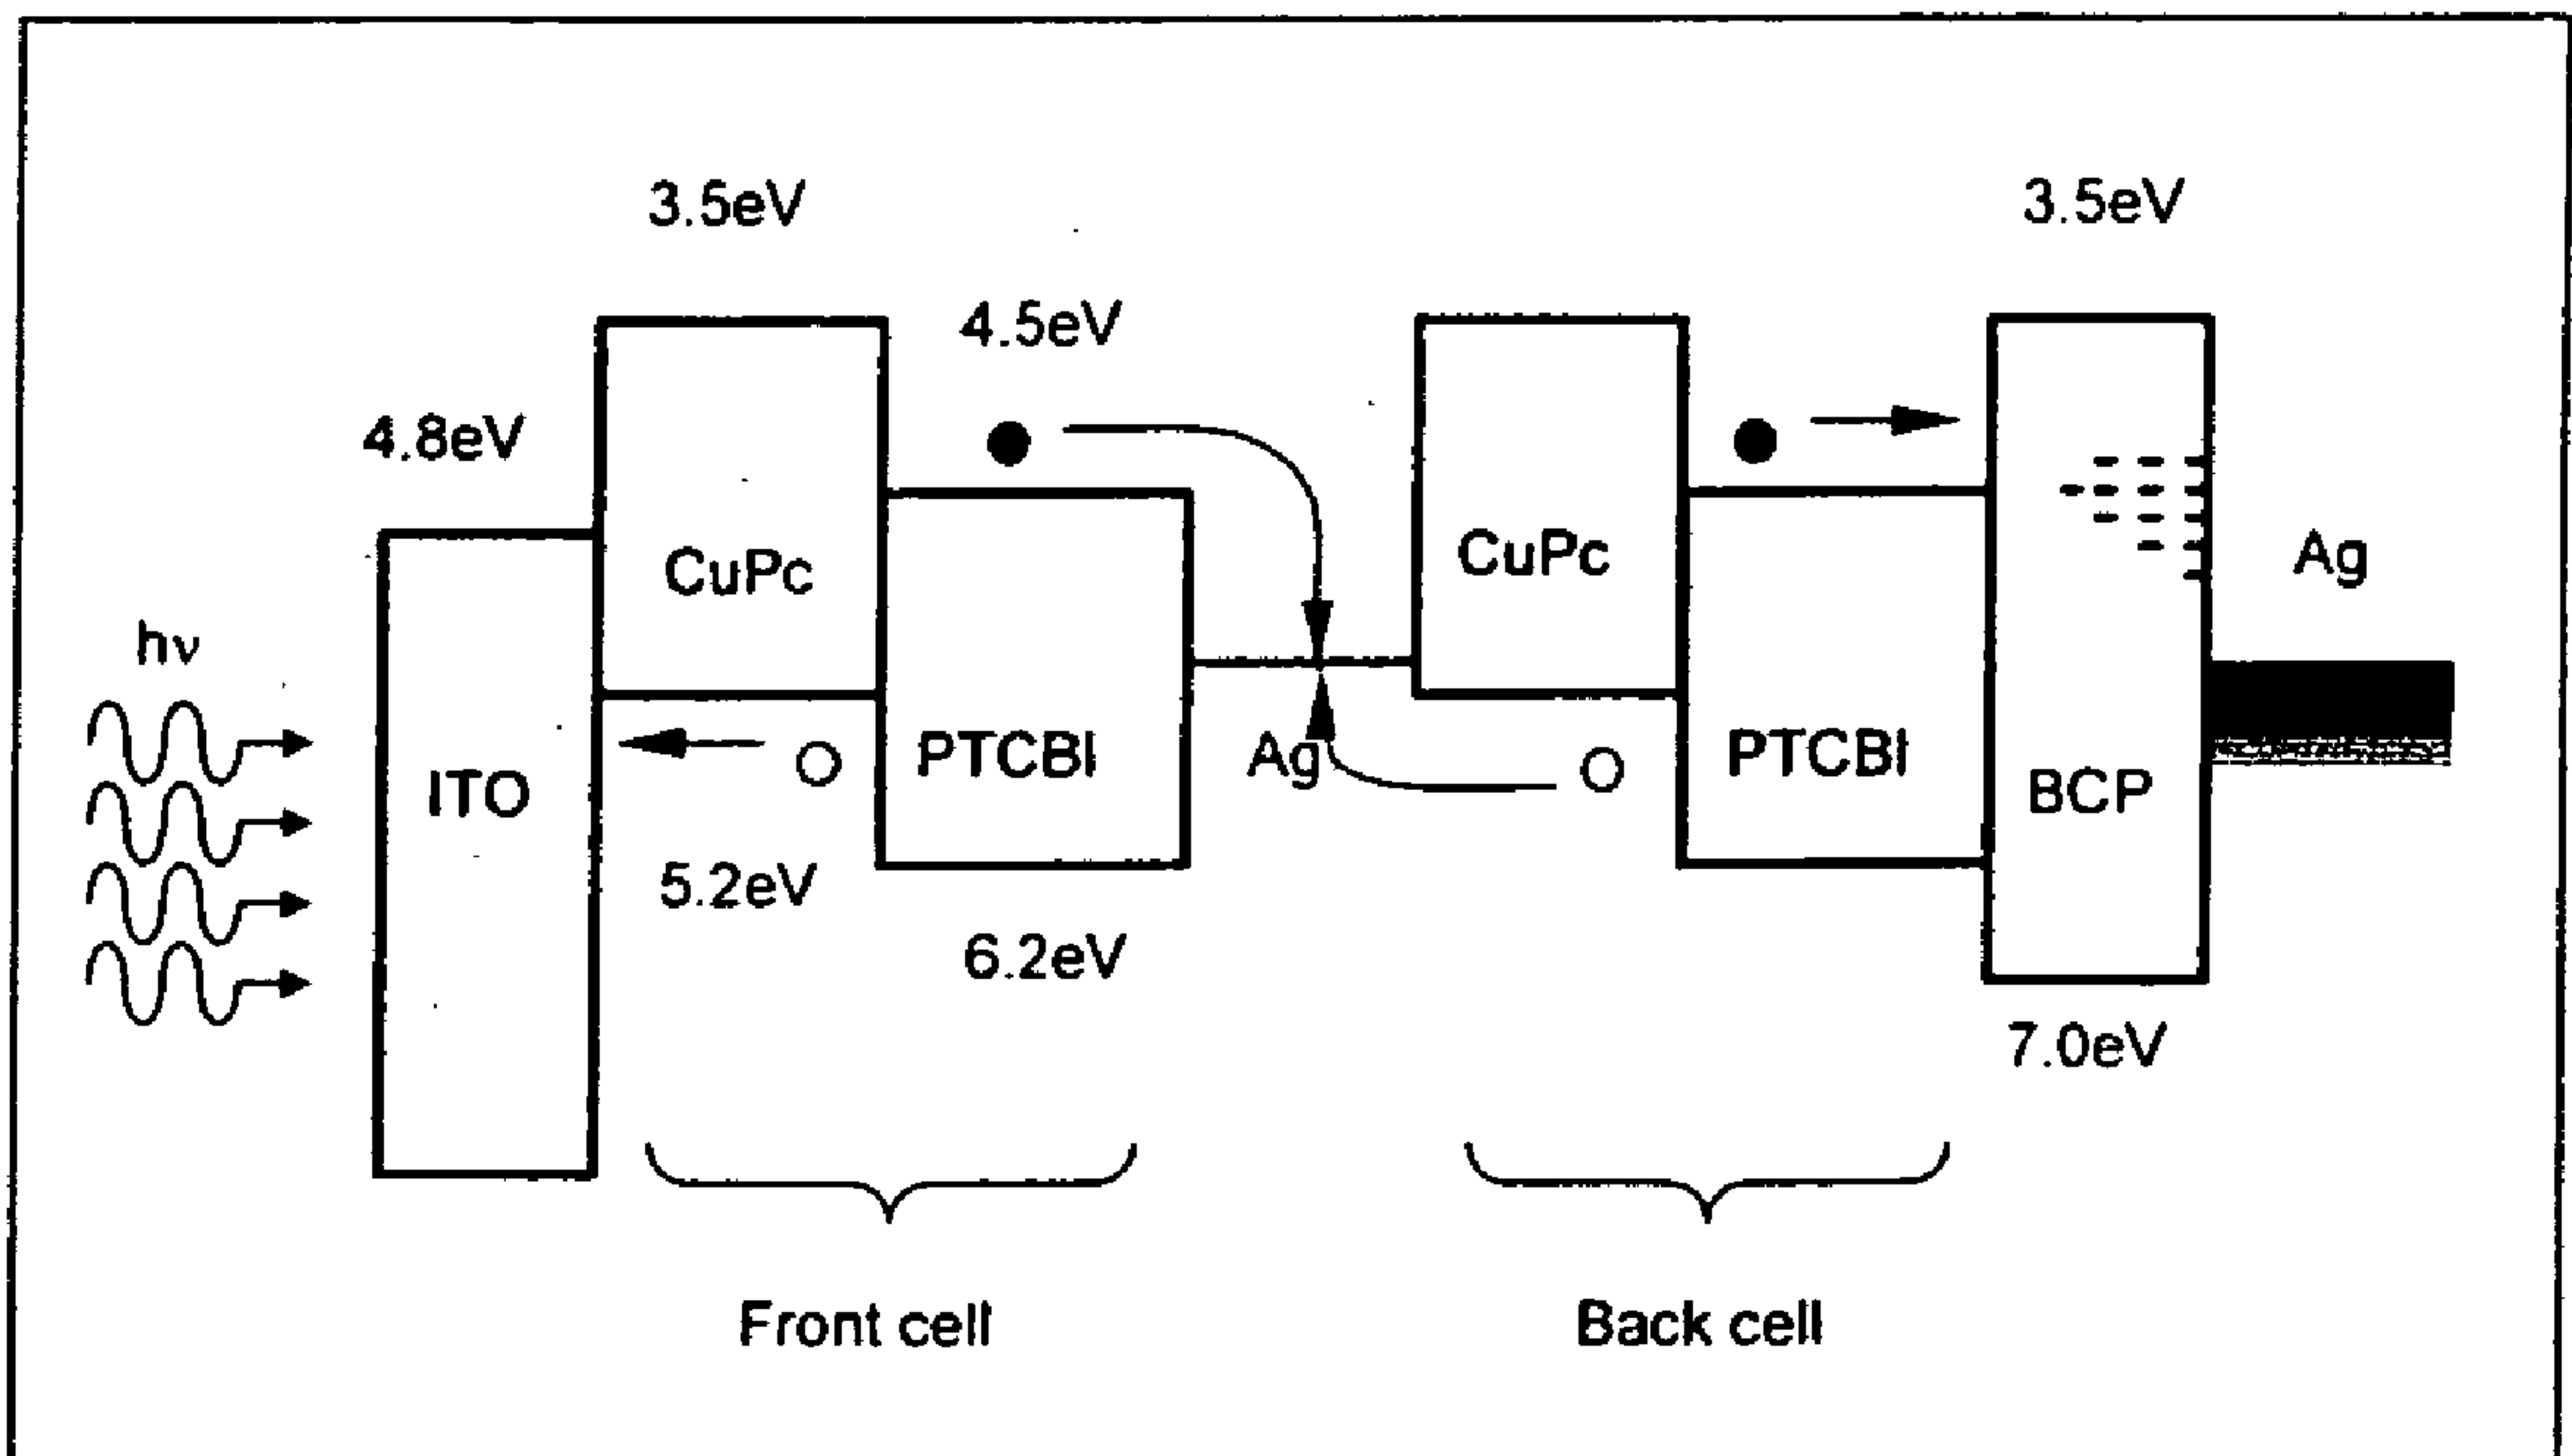 3.5eV
3.5eV
4.5eV
4.8eV
CuPc
CuPc
Ag
hν
PTCBI
Ag
PTCBI
ITO
BCP
5.2eV
6.2eV
7.0eV
Front cell
Back cell